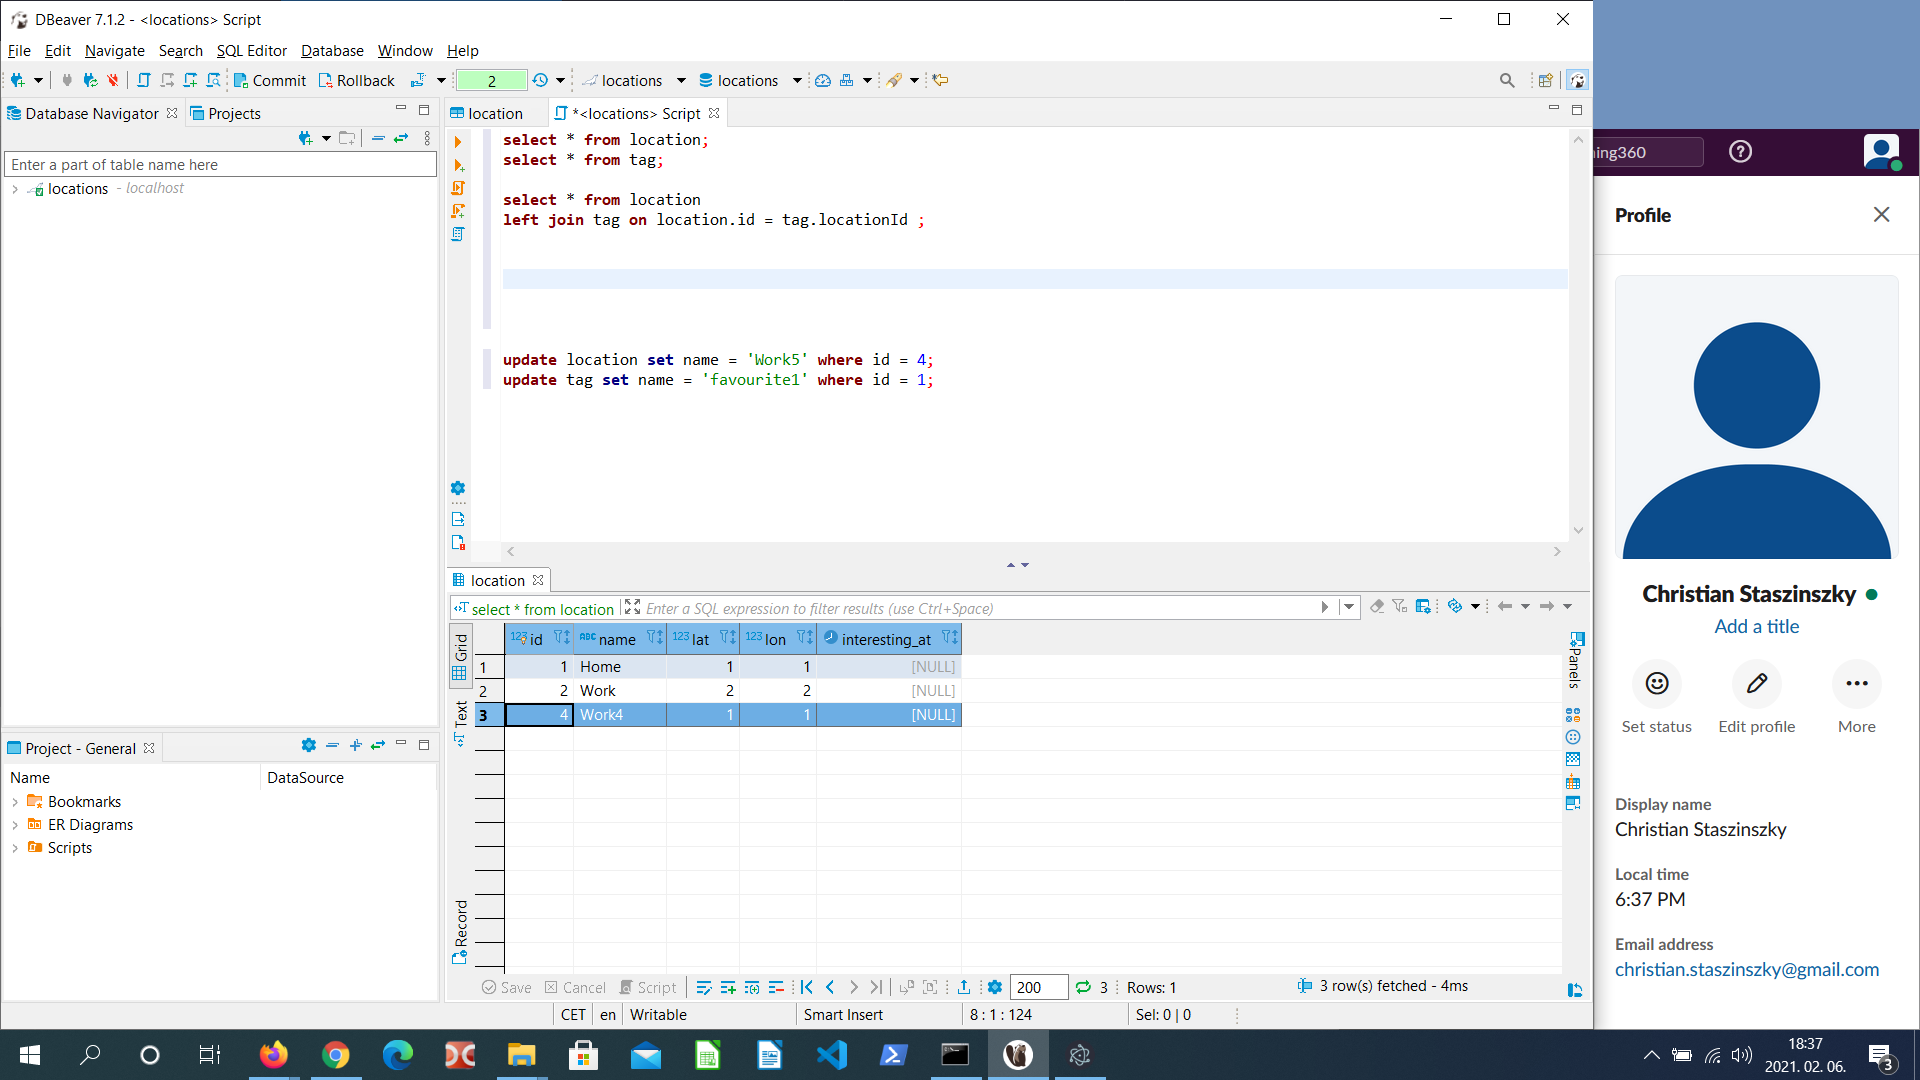 DBeaver 7.1.2 - <locations> Script
File Edit Navigate Search SQL Editor Database Window Help
Commit Rollback 2 locations locations
Database Navigator Projects
Enter a part of table name here
locations - localhost
location *<locations> Script
select * from location;
select * from tag;
select * from location
left join tag on location.id = tag.locationId ;
update location set name = 'Work5' where id = 4;
update tag set name = 'favourite1' where id = 1;
location
select * from location Enter a SQL expression to filter results (use Ctrl+Space)
Grid
Text
Record
Panels
123 id ABC name 123 lat 123 lon interesting_at
1 1 Home 1 1 [NULL]
2 2 Work 2 2 [NULL]
3 4 Work4 1 1 [NULL]
Save Cancel Script 200 3 Rows: 1 3 row(s) fetched - 4ms
CET en Writable Smart Insert 8 : 1 : 124 Sel: 0 | 0
Project - General
Name DataSource
Bookmarks
ER Diagrams
Scripts
ing360
Profile
Christian Staszinszky
Add a title
Set status Edit profile More
Display name
Christian Staszinszky
Local time
6:37 PM
Email address
christian.staszinszky@gmail.com
18:37
2021. 02. 06.
3